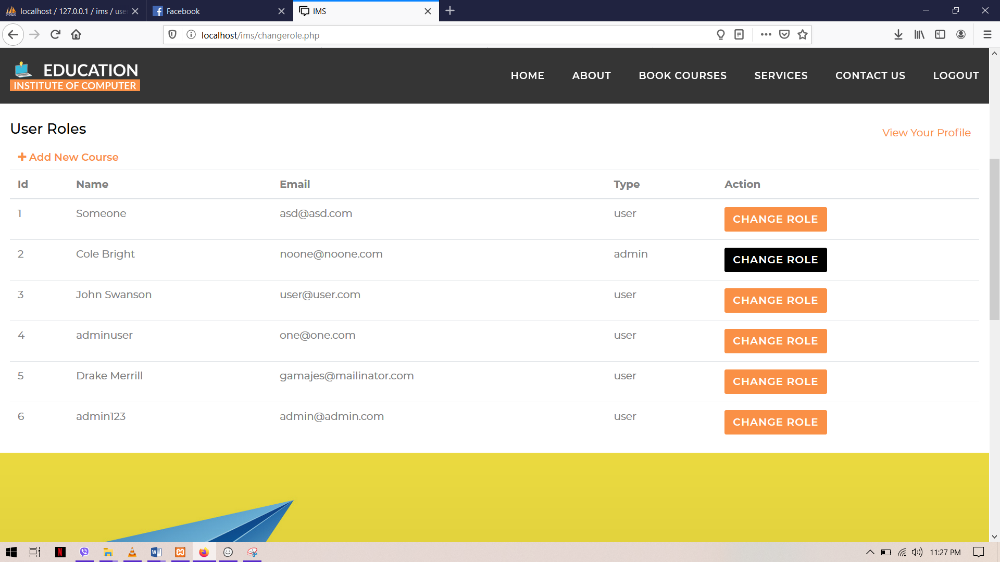 localhost / 127.0.0.1 / ims / use
Facebook
IMS
localhost/ims/changerole.php
EDUCATION
INSTITUTE OF COMPUTER
HOME ABOUT BOOK COURSES SERVICES CONTACT US LOGOUT
User Roles
View Your Profile
Add New Course
Id Name Email Type Action
1 Someone asd@asd.com user CHANGE ROLE
2 Cole Bright noone@noone.com admin CHANGE ROLE
3 John Swanson user@user.com user CHANGE ROLE
4 adminuser one@one.com user CHANGE ROLE
5 Drake Merrill gamajes@mailinator.com user CHANGE ROLE
6 admin123 admin@admin.com user CHANGE ROLE
11:27 PM